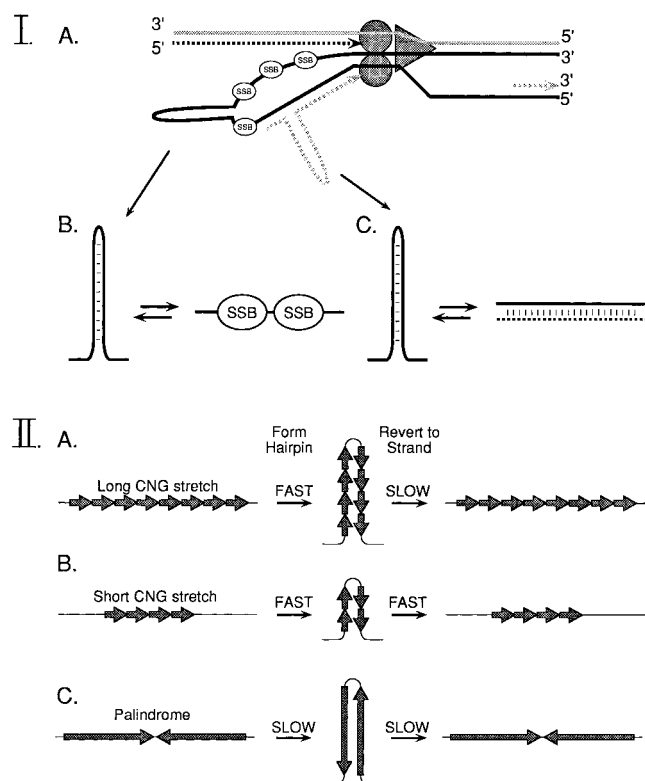 I.
A.
3'
5'
5'
3'
3'
5'
SSB
SSB
SSB
SSB
B.
C.
SSB
SSB
II.
A.
Form
Hairpin
Revert to
Strand
Long CNG stretch
FAST
SLOW
B.
Short CNG stretch
FAST
FAST
C.
Palindrome
SLOW
SLOW